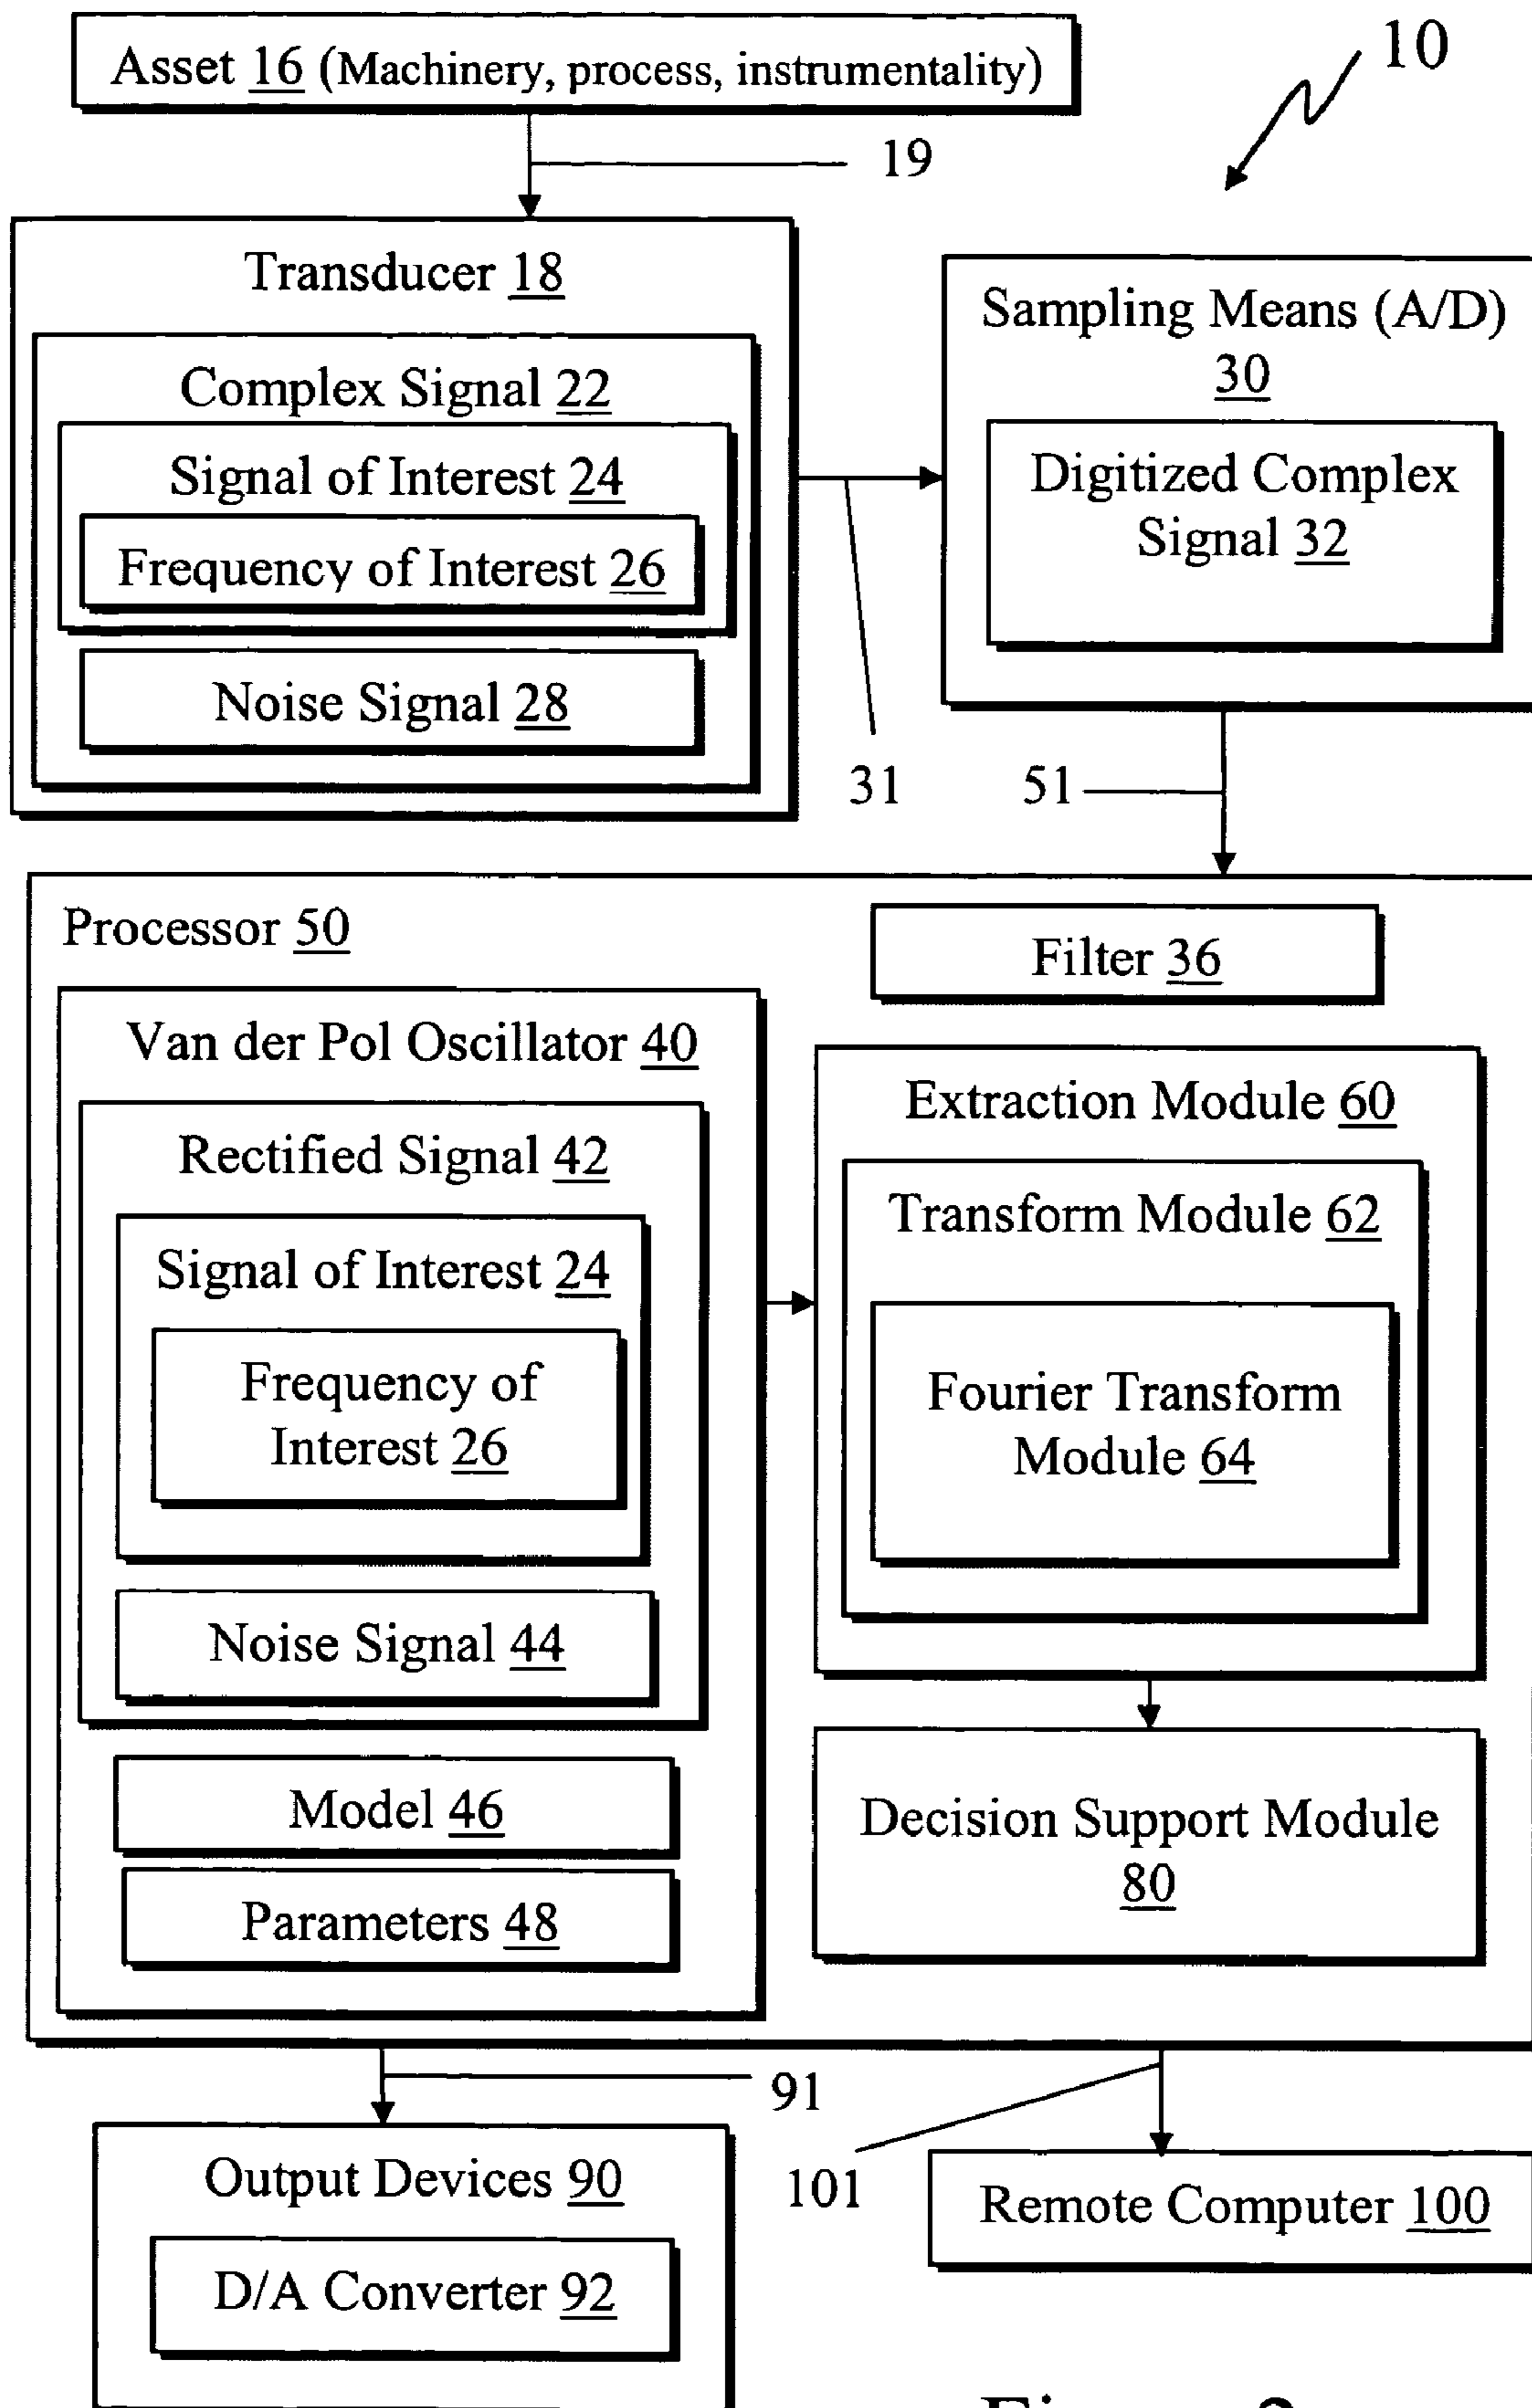 Asset 16 (Machinery, process, instrumentality)
10
19
Transducer 18
Complex Signal 22
Signal of Interest 24
Frequency of Interest 26
Noise Signal 28
Sampling Means (A/D)
30
Digitized Complex
Signal 32
31
51
Processor 50
Filter 36
Van der Pol Oscillator 40
Rectified Signal 42
Signal of Interest 24
Frequency of
Interest 26
Noise Signal 44
Model 46
Parameters 48
Extraction Module 60
Transform Module 62
Fourier Transform
Module 64
Decision Support Module
80
91
101
Output Devices 90
D/A Converter 92
Remote Computer 100